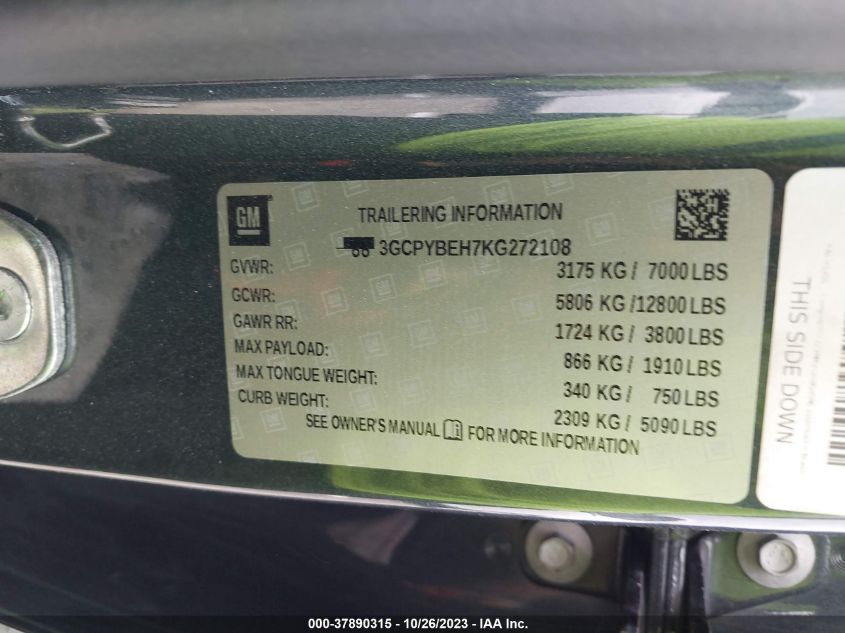 GM
TRAILERING INFORMATION
3GCPYBEH7KG272108
GVWR: 3175 KG / 7000 LBS
GCWR: 5806 KG /12800 LBS
GAWR RR: 1724 KG / 3800 LBS
MAX PAYLOAD: 866 KG / 1910 LBS
MAX TONGUE WEIGHT: 340 KG / 750 LBS
CURB WEIGHT: 2309 KG / 5090 LBS
SEE OWNER'S MANUAL FOR MORE INFORMATION
THIS SIDE DOWN
000-37890315 - 10/26/2023 - IAA Inc.